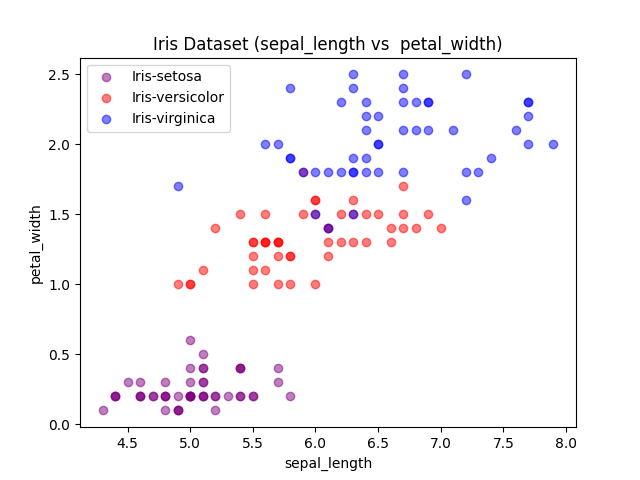 Iris Dataset (sepal_length vs  petal_width)
Iris-setosa
Iris-versicolor
Iris-virginica
petal_width
2.5
2.0
1.5
1.0
0.5
0.0
4.5 5.0 5.5 6.0 6.5 7.0 7.5 8.0
sepal_length